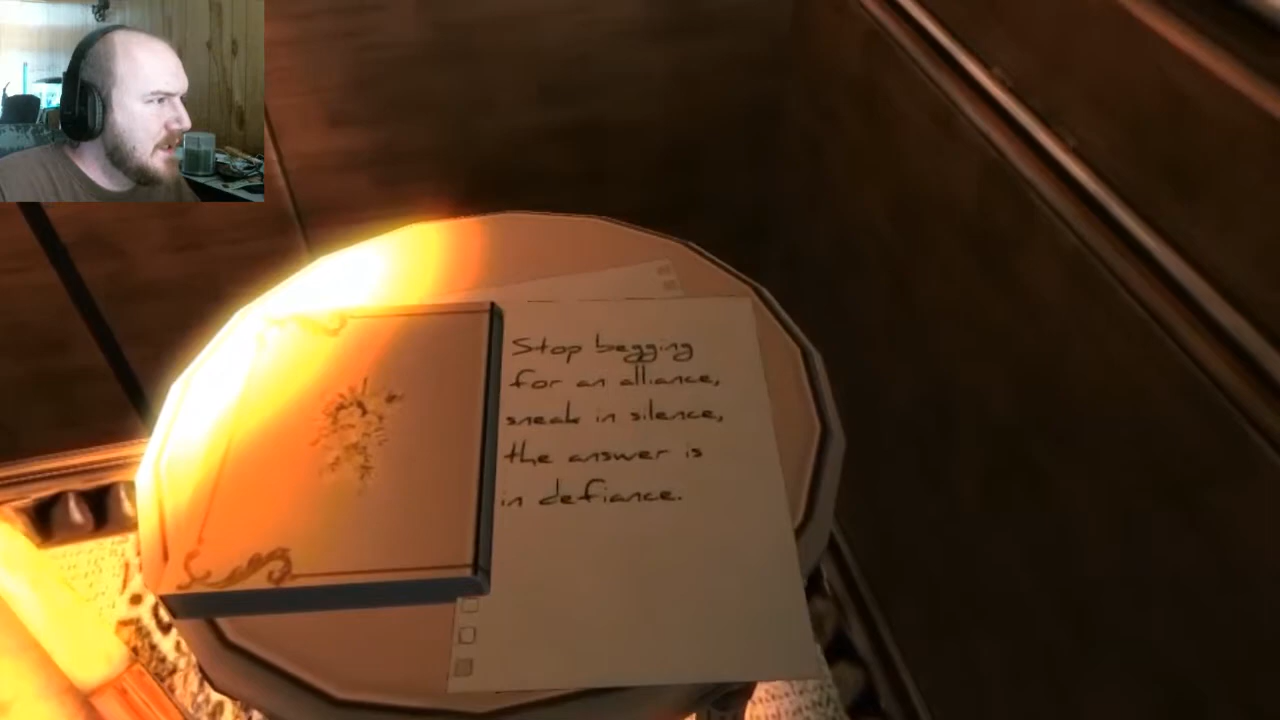 Stop begging
for an alliance,
sneak in silence,
the answer is
in defiance.